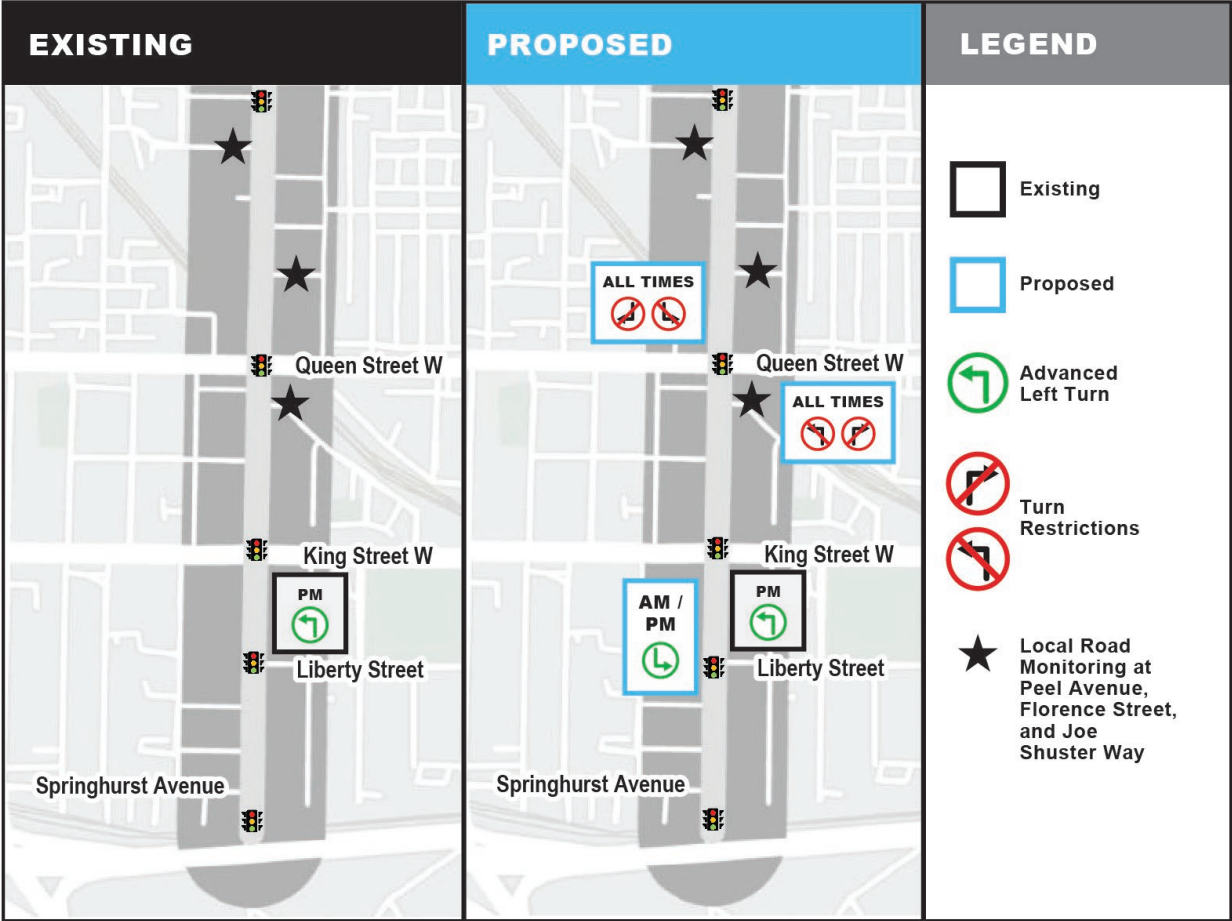 EXISTING
Queen Street W
King Street W
PM
Liberty Street
Springhurst Avenue
PROPOSED
ALL TIMES
Queen Street W
ALL TIMES
King Street W
AM /
PM
PM
Liberty Street
Springhurst Avenue
LEGEND
Existing
Proposed
Advanced
Left Turn
Turn
Restrictions
Local Road
Monitoring at
Peel Avenue,
Florence Street,
and Joe
Shuster Way